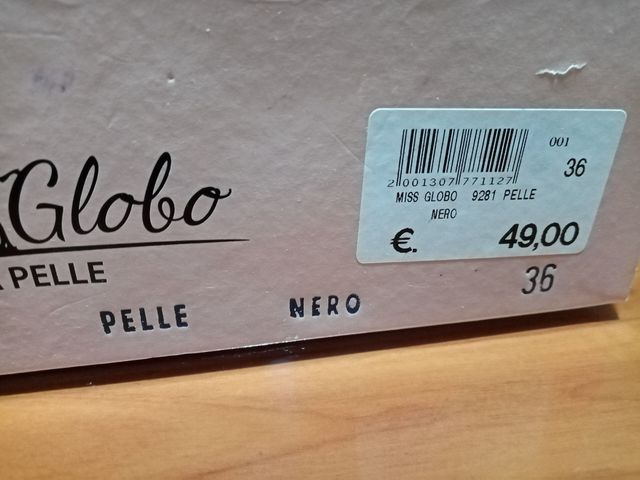 Globo
PELLE
PELLE NERO
001
36
2 001307 771127
MISS GLOBO 9281 PELLE
NERO
€. 49,00
36